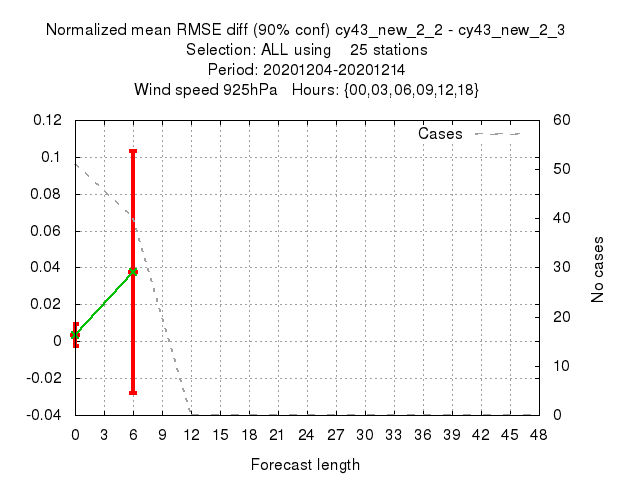 Normalized mean RMSE diff (90% conf) cy43_new_2_2 - cy43_new_2_3
Selection: ALL using    25 stations
Period: 20201204-20201214
Wind speed 925hPa   Hours: {00,03,06,09,12,18}
Cases
0.12
0.1
0.08
0.06
0.04
0.02
0
-0.02
-0.04
60
50
40
30
20
10
0
No cases
0 3 6 9 12 15 18 21 24 27 30 33 36 39 42 45 48
Forecast length